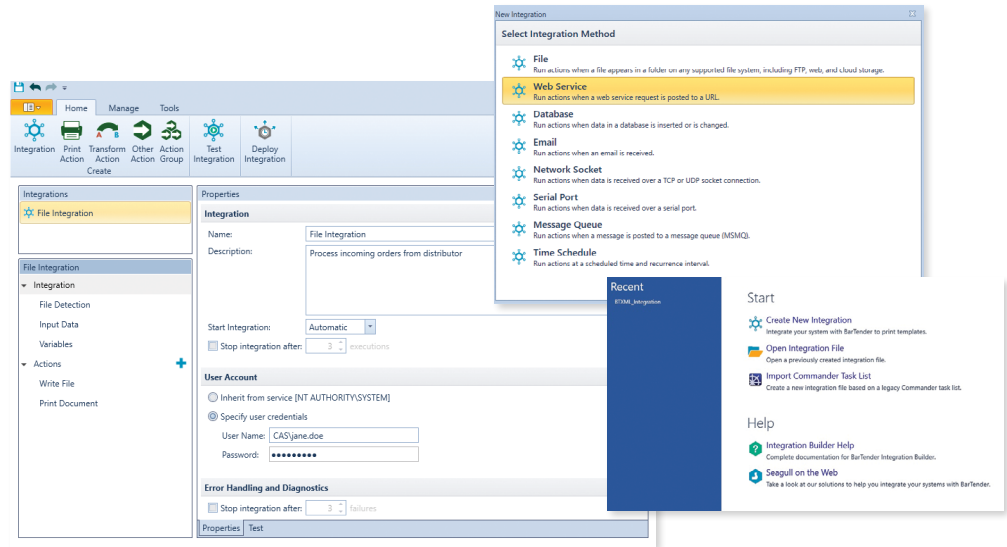 New Integration
Select Integration Method
File
Run actions when a file appears in a folder on any supported file system, including FTP, web, and cloud storage.
Web Service
Run actions when a web service request is posted to a URL.
Database
Run actions when data in a database is inserted or is changed.
Email
Run actions when an email is received.
Network Socket
Run actions when data is received over a TCP or UDP socket connection.
Serial Port
Run actions when data is received over a serial port.
Message Queue
Run actions when a message is posted to a message queue (MSMQ).
Time Schedule
Run actions at a scheduled time and recurrence interval.
Home Manage Tools
Integration Print Action Transform Action Other Action Action Group Test Integration Deploy Integration
A B
Create
Integrations
File Integration
File Integration
Integration
File Detection
Input Data
Variables
Actions
Write File
Print Document
Properties
Integration
Name: File Integration
Description: Process incoming orders from distributor
Start Integration: Automatic
Stop integration after: 3 executions
User Account
Inherit from service [NT AUTHORITY\SYSTEM]
Specify user credentials
User Name: CAS\jane.doe
Password: •••••••••
Error Handling and Diagnostics
Stop integration after: 3 failures
Properties Test
Recent
BTXML_Integration
Start
Create New Integration
Integrate your system with BarTender to print templates.
Open Integration File
Open a previously created integration file.
Import Commander Task List
Create a new integration file based on a legacy Commander task list.
Help
Integration Builder Help
Complete documentation for BarTender Integration Builder.
Seagull on the Web
Take a look at our solutions to help you integrate your systems with BarTender.